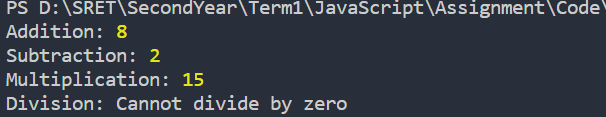 PS D:\SRET\SecondYear\Term1\JavaScript\Assignment\Code\
Addition: 8
Subtraction: 2
Multiplication: 15
Division: Cannot divide by zero